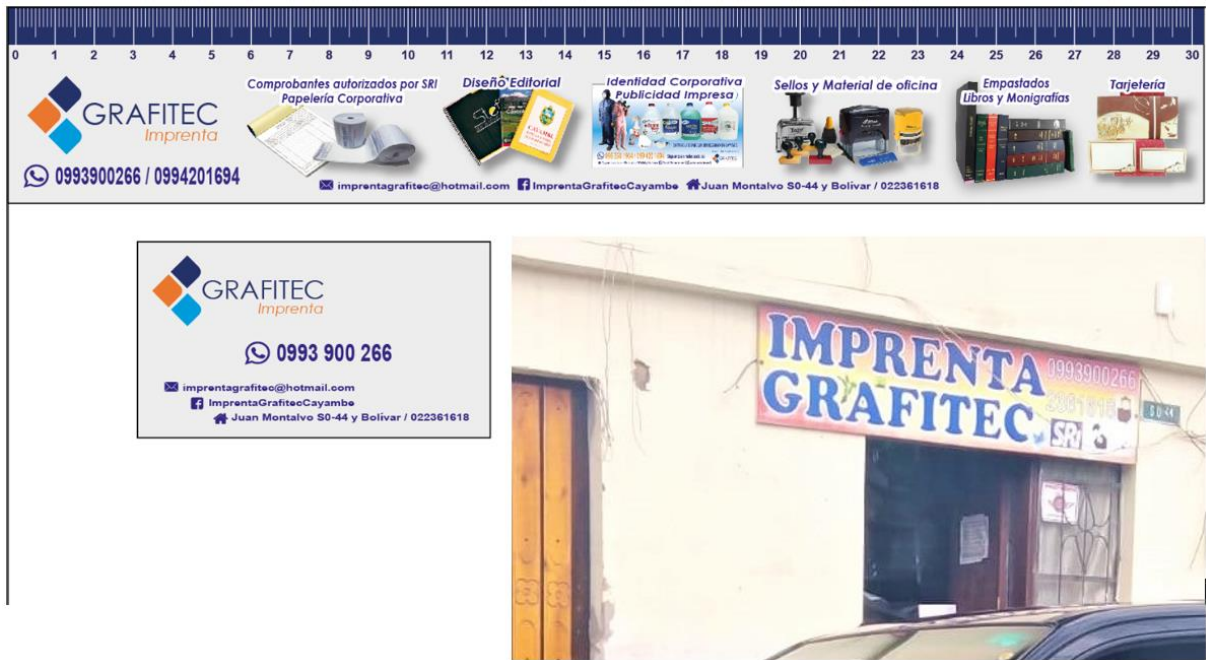 0 1 2 3 4 5 6 7 8 9 10 11 12 13 14 15 16 17 18 19 20 21 22 23 24 25 26 27 28 29 30
GRAFITEC
Imprenta
0993900266 / 0994201694
Comprobantes autorizados por SRI
Papelería Corporativa
Diseño Editorial
Identidad Corporativa
Publicidad Impresa
Sellos y Material de oficina
Empastados
Libros y Monigrafías
Tarjetería
imprentagrafitec@hotmail.com ImprentaGrafitecCayambe Juan Montalvo S0-44 y Bolívar / 022361618
GRAFITEC
Imprenta
0993 900 266
imprentagrafitec@hotmail.com
ImprentaGrafitecCayambe
Juan Montalvo S0-44 y Bolívar / 022361618
IMPRENTA
0993900266
GRAFITEC
2361618
SRi
S0-44